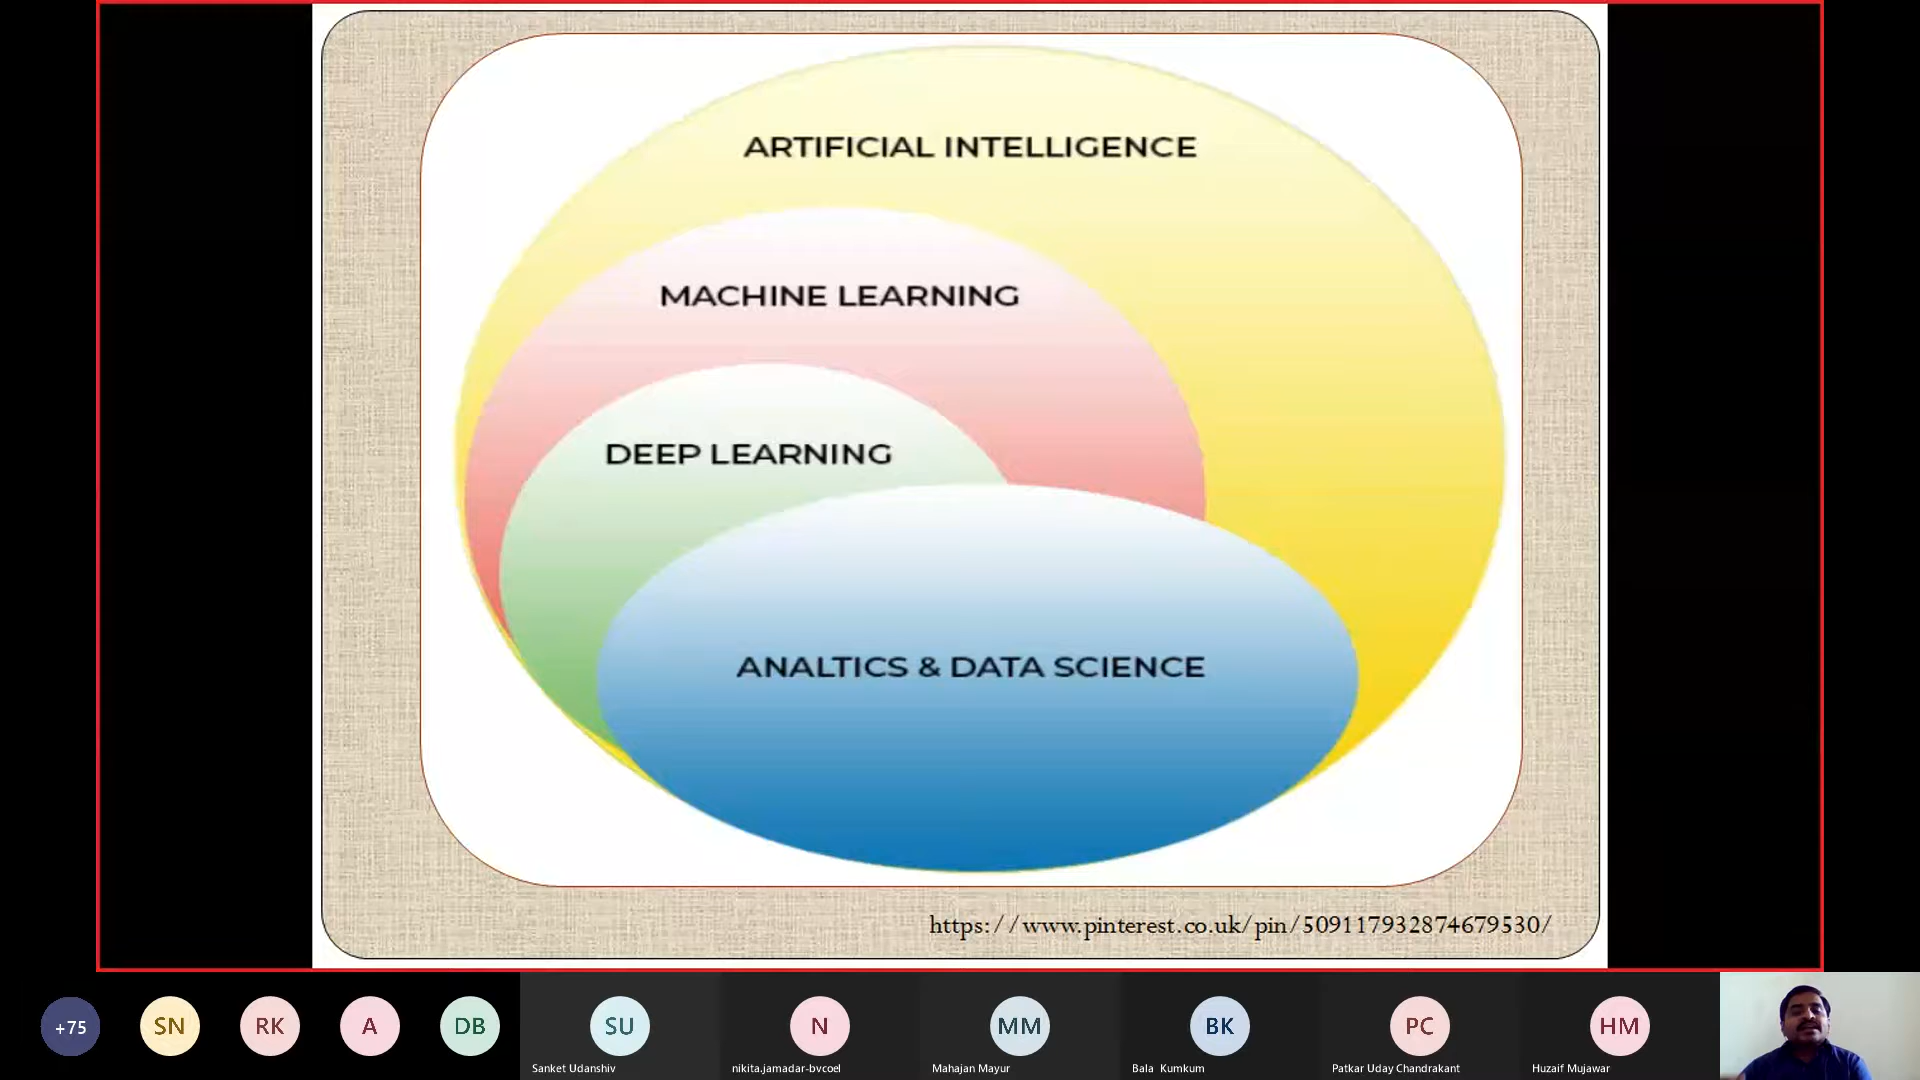 ARTIFICIAL INTELLIGENCE
MACHINE LEARNING
DEEP LEARNING
ANALTICS & DATA SCIENCE
https://www.pinterest.co.uk/pin/509117932874679530/
+75
SN
RK
A
DB
SU
N
MM
BK
PC
HM
Sanket Udanshiv
nikita.jamadar-bvcoel
Mahajan Mayur
Bala Kumkum
Patkar Uday Chandrakant
Huzaif Mujawar